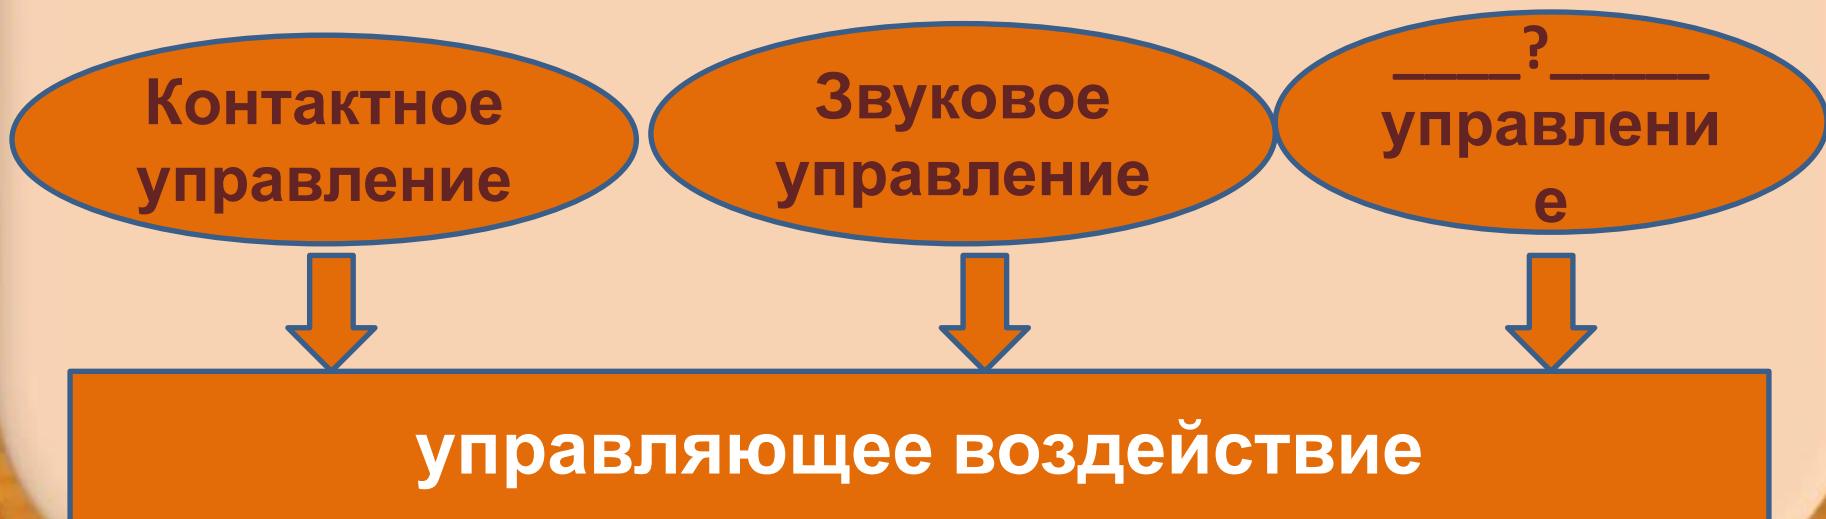 Контактное
управление
Звуковое
управление
____?_____
управлени
е
управляющее воздействие